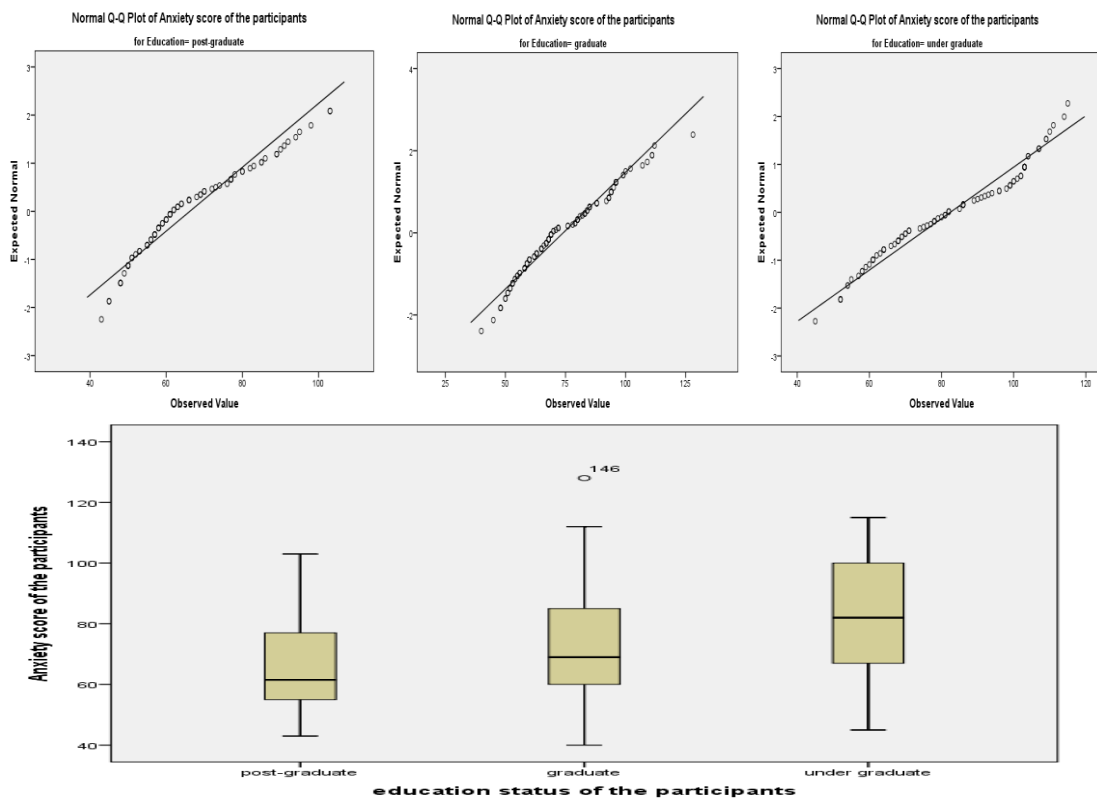 Normal Q-Q Plot of Anxiety score of the participants
for Education= post-graduate
3
2
1
0
-1
-2
-3
Expected Normal
40
60
80
100
Observed Value
Normal Q-Q Plot of Anxiety score of the participants
for Education= graduate
4
2
0
-2
Expected Normal
25
50
75
100
125
Observed Value
Normal Q-Q Plot of Anxiety score of the participants
for Education= under graduate
3
2
1
0
-1
-2
-3
Expected Normal
40
60
80
100
120
Observed Value
140
120
100
80
60
40
Anxiety score of the participants
146
post-graduate
graduate
under graduate
education status of the participants